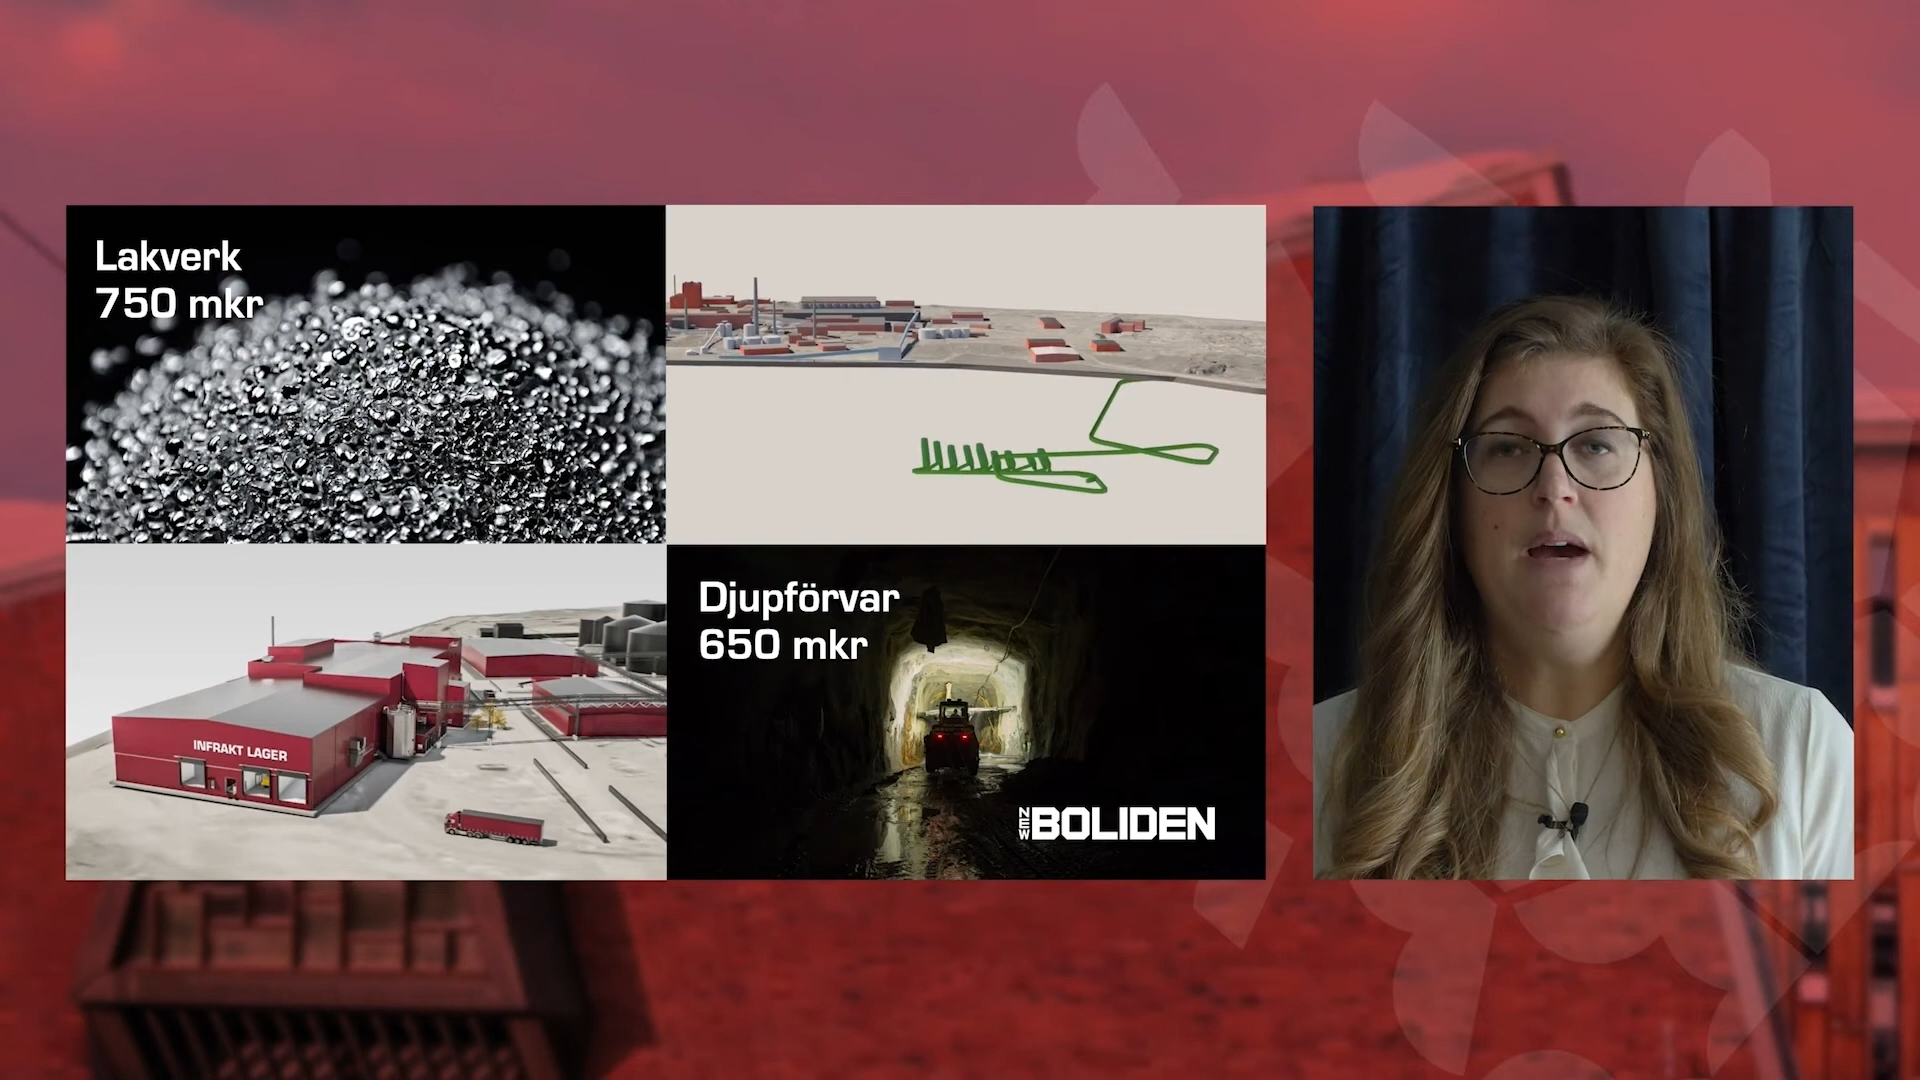 Lakverk
750 mkr
INFRAKT LAGER
Djupförvar
650 mkr
NEW BOLIDEN